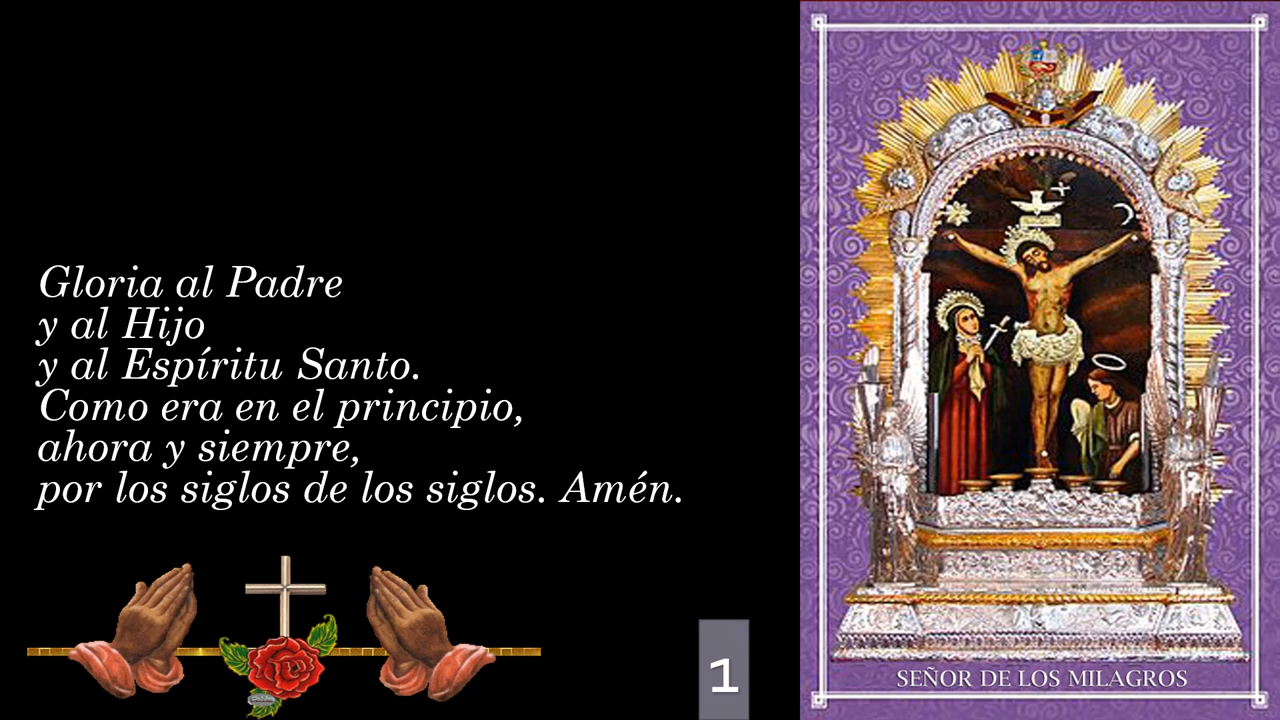 Gloria al Padre
y al Hijo
y al Espíritu Santo.
Como era en el principio,
ahora y siempre,
por los siglos de los siglos. Amén.
1
SEÑOR DE LOS MILAGROS